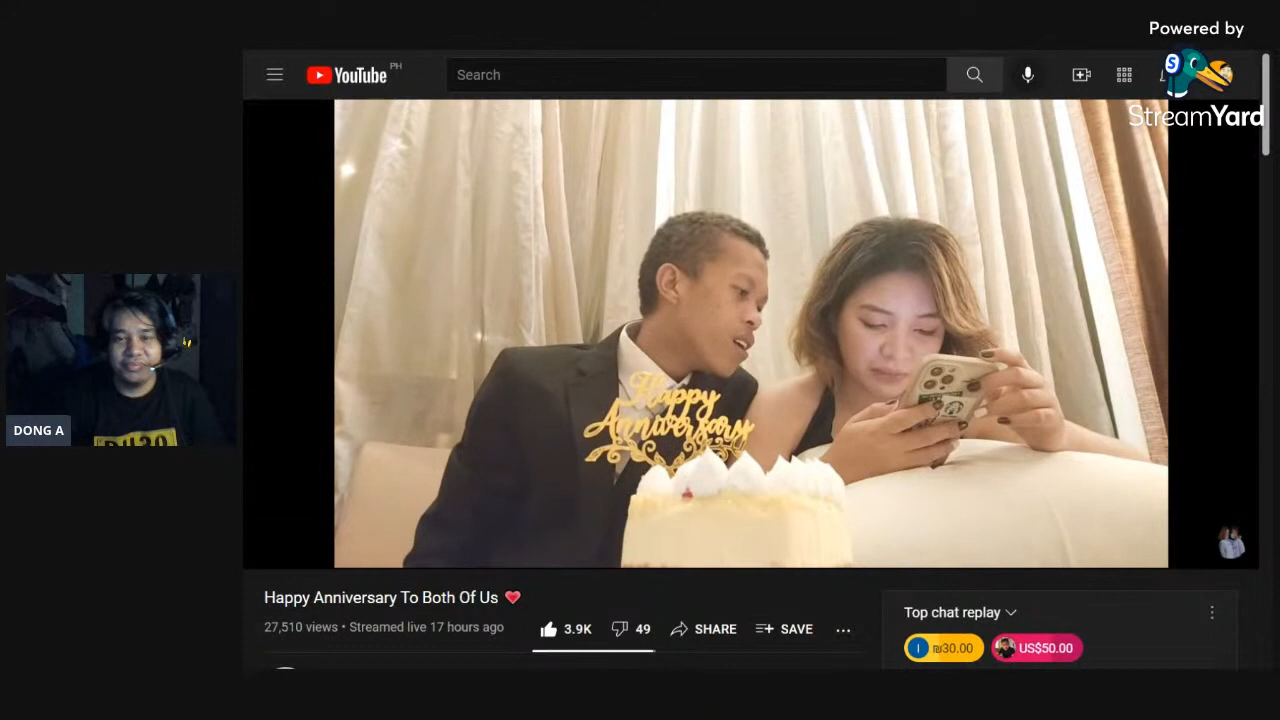 Powered by
StreamYard
YouTube PH
Search
Happy
Anniversary
DONG A
Happy Anniversary To Both Of Us ❤
27,510 views • Streamed live 17 hours ago
3.9K 49 SHARE SAVE
Top chat replay
₪30.00 US$50.00